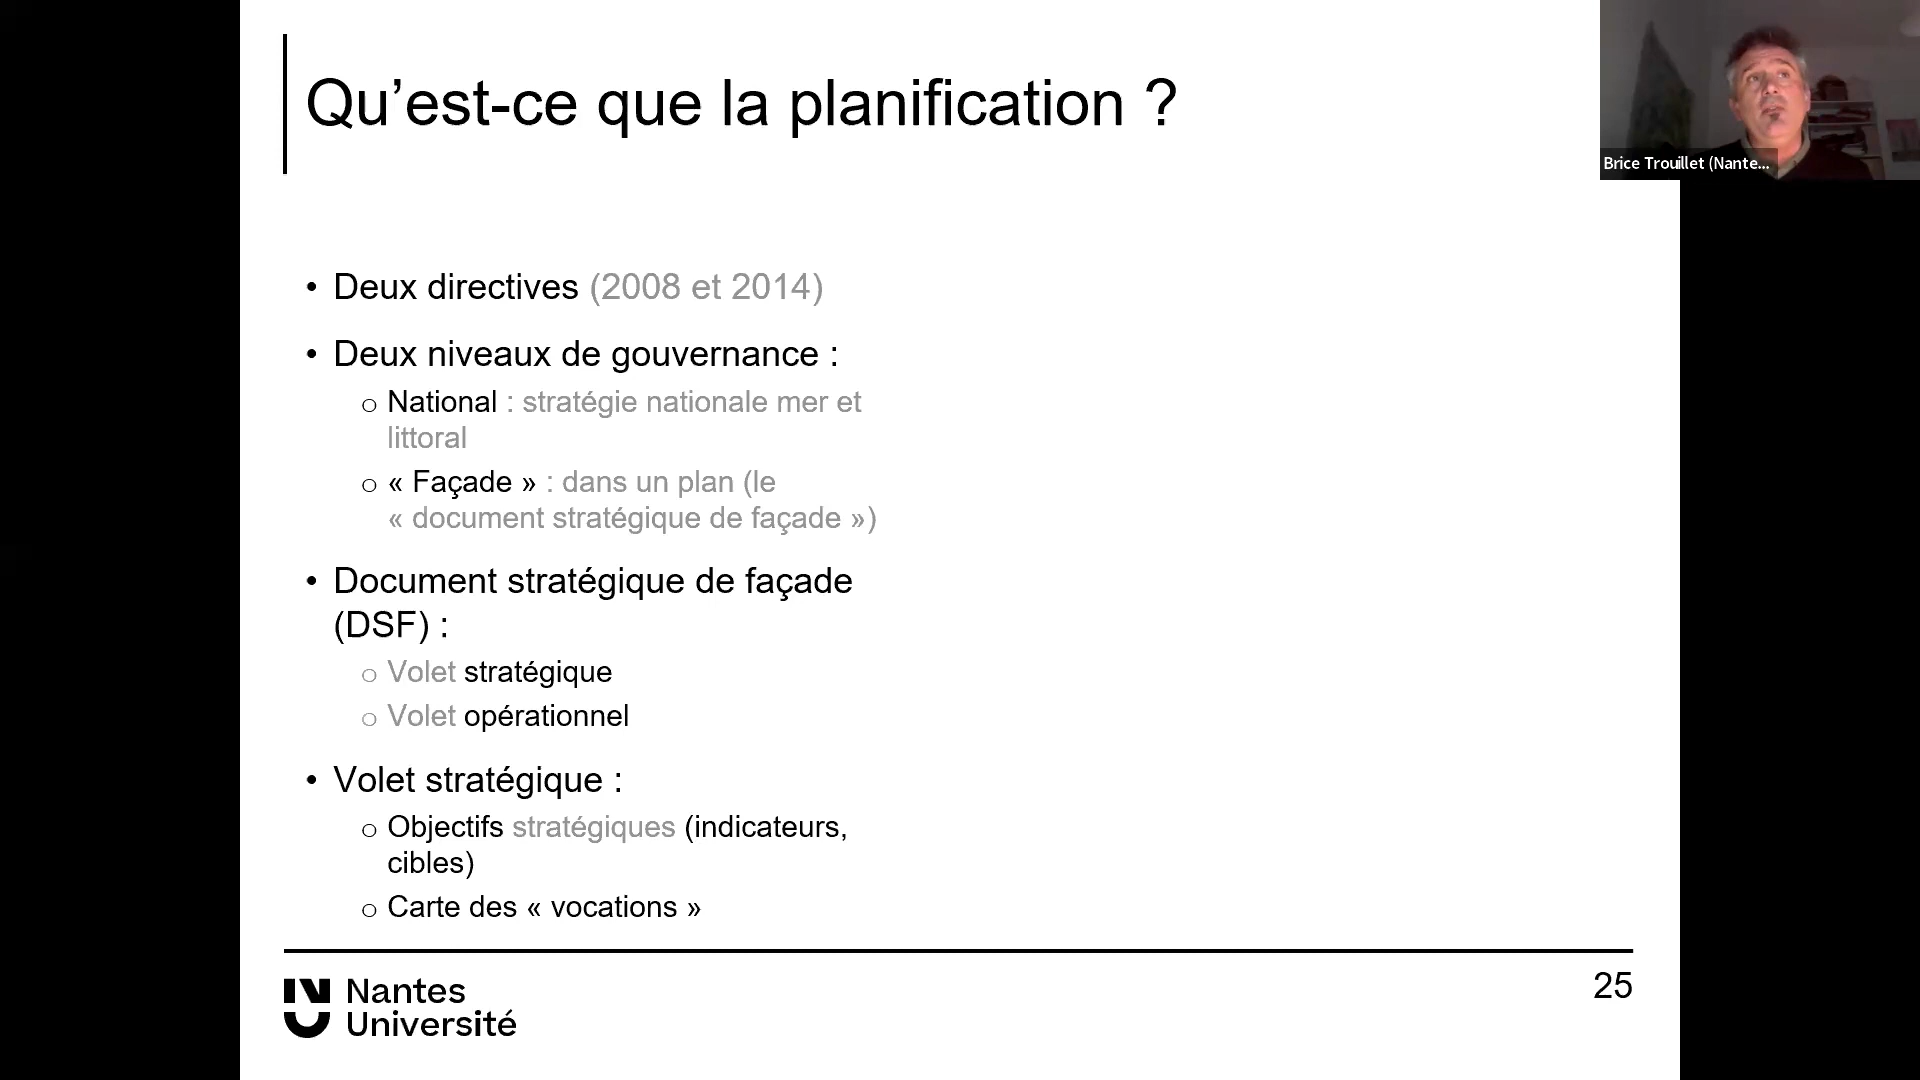 Qu’est-ce que la planification ?
Brice Trouillet (Nante...
• Deux directives (2008 et 2014)
• Deux niveaux de gouvernance :
o National : stratégie nationale mer et
littoral
o « Façade » : dans un plan (le
« document stratégique de façade »)
• Document stratégique de façade
(DSF) :
o Volet stratégique
o Volet opérationnel
• Volet stratégique :
o Objectifs stratégiques (indicateurs,
cibles)
o Carte des « vocations »
Nantes
Université
25